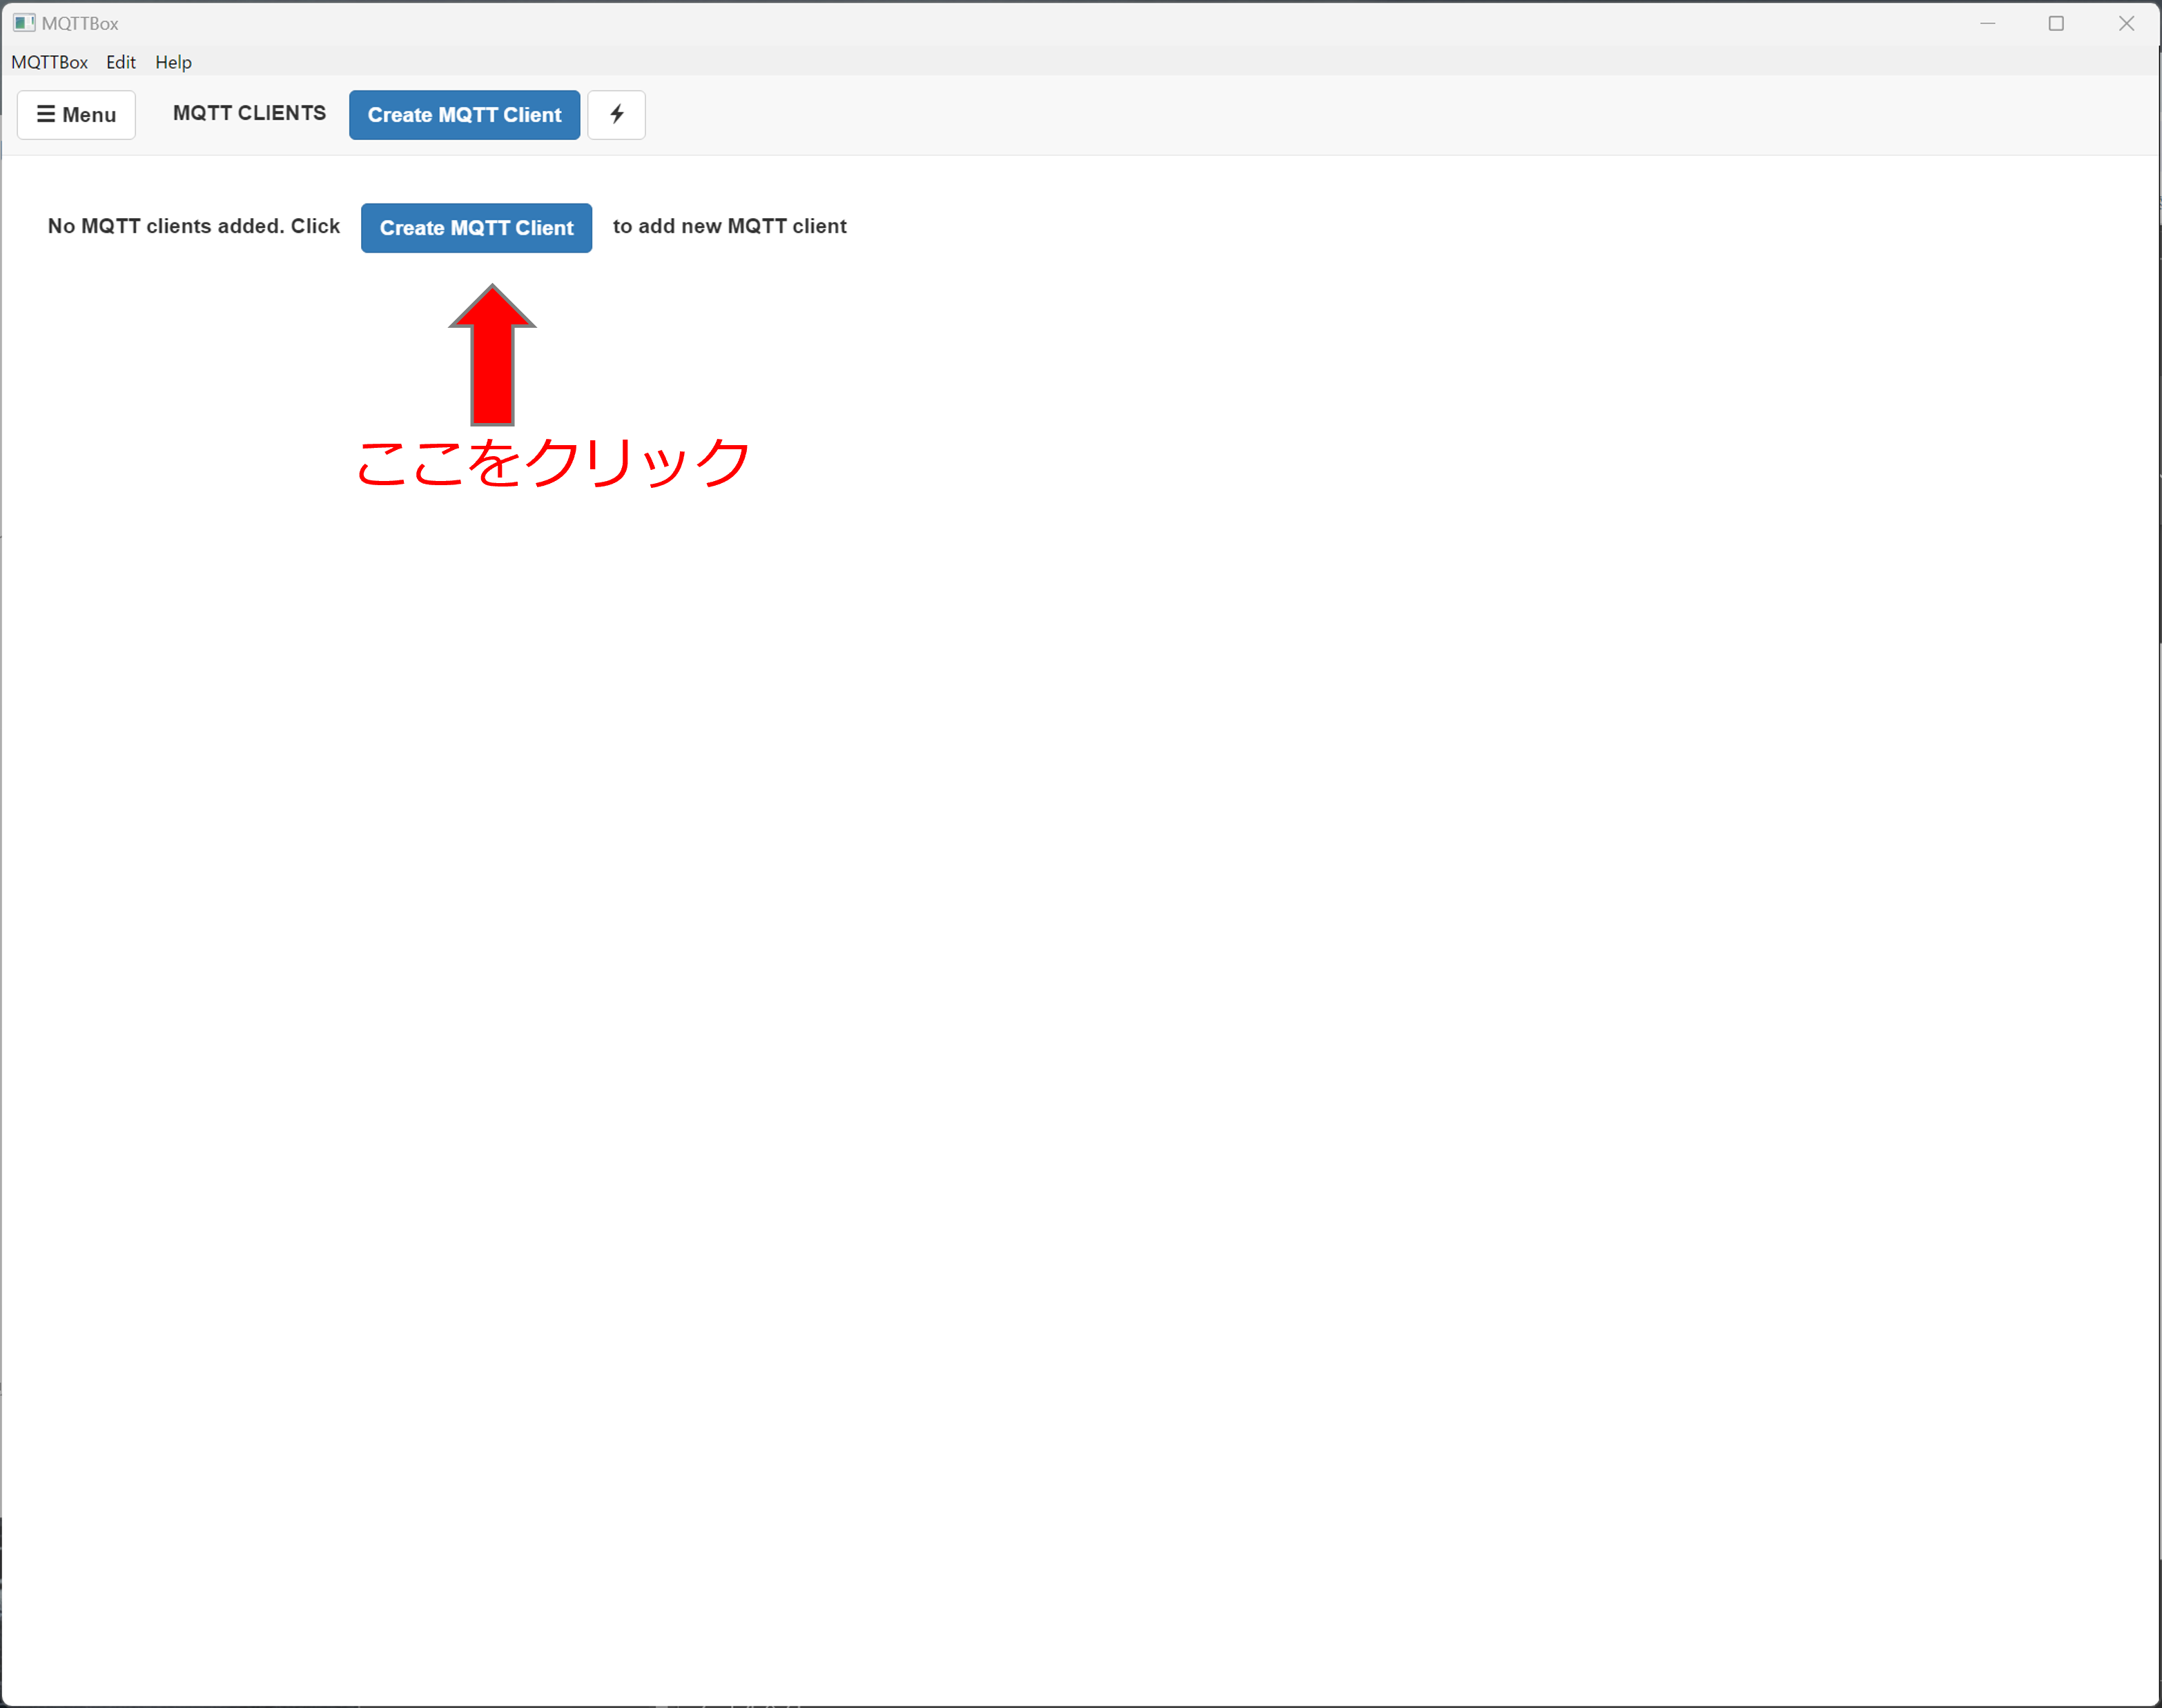 MQTTBox
MQTTBox Edit Help
Menu MQTT CLIENTS Create MQTT Client
No MQTT clients added. Click Create MQTT Client to add new MQTT client
ここをクリック